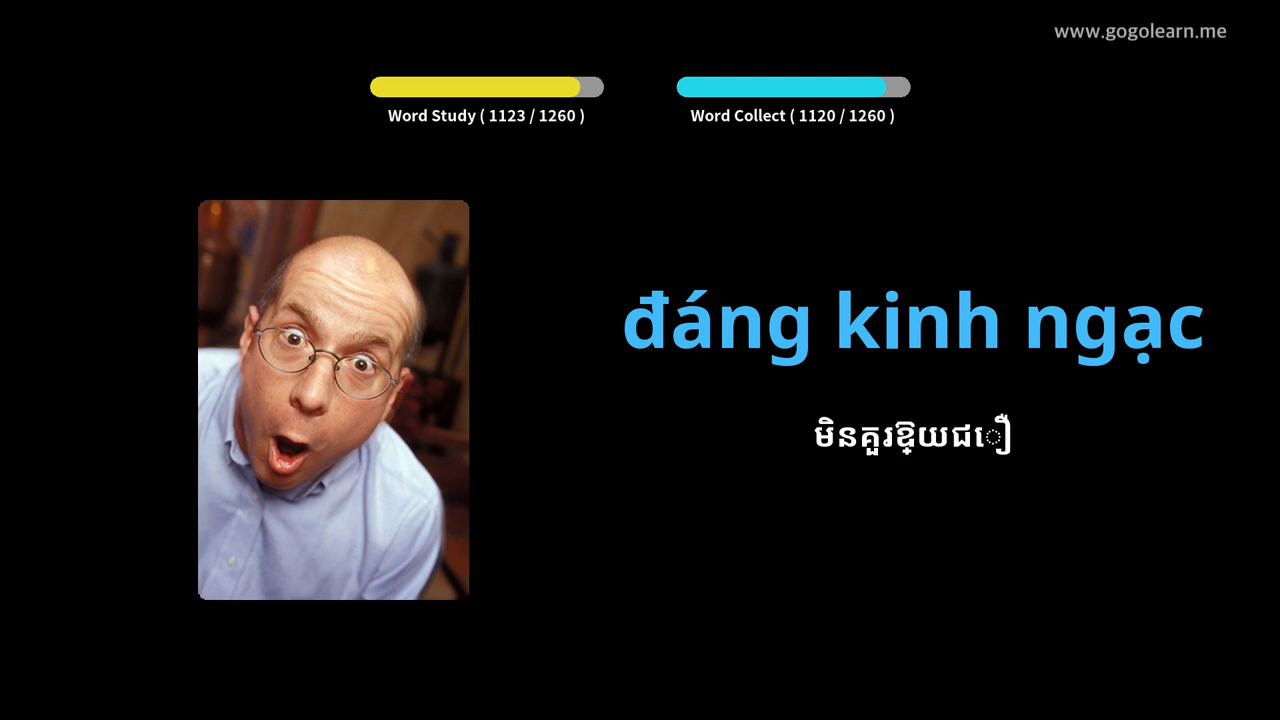 www.gogolearn.me
Word Study ( 1123 / 1260 )
Word Collect ( 1120 / 1260 )
đáng kinh ngạc
មិនគួរឱ្យជឿ